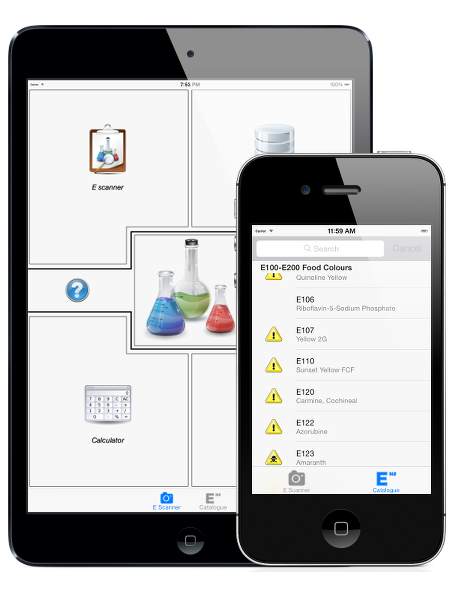 Carrier
7:55 PM
100%
E scanner
?
Calculator
E Scanner
E
Catalogue
Carrier
11:59 AM
Search
Cancel
E100-E200 Food Colours
Quinoline Yellow
E106
Riboflavin-5-Sodium Phosphate
E107
Yellow 2G
E110
Sunset Yellow FCF
E120
Carmine, Cochineal
E122
Azorubine
E123
Amaranth
E Scanner
E
Catalogue